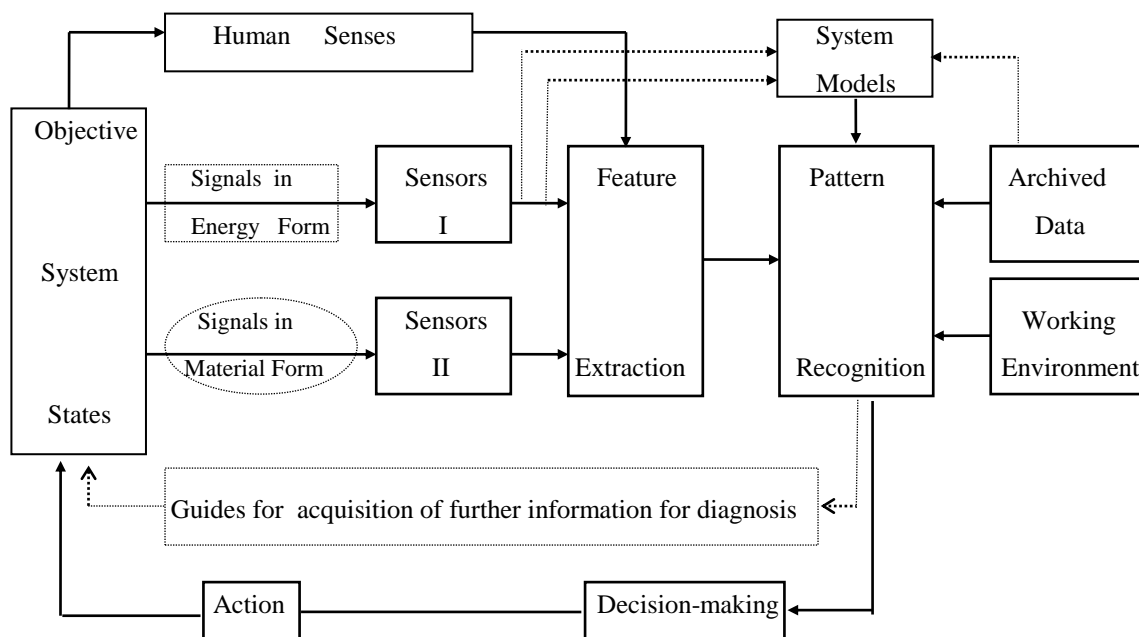 Human Senses
System
Models
Objective
System
States
Signals in
Energy Form
Sensors
I
Feature
Extraction
Pattern
Recognition
Archived
Data
Signals in
Material Form
Sensors
II
Working
Environment
Guides for acquisition of further information for diagnosis
Action
Decision-making